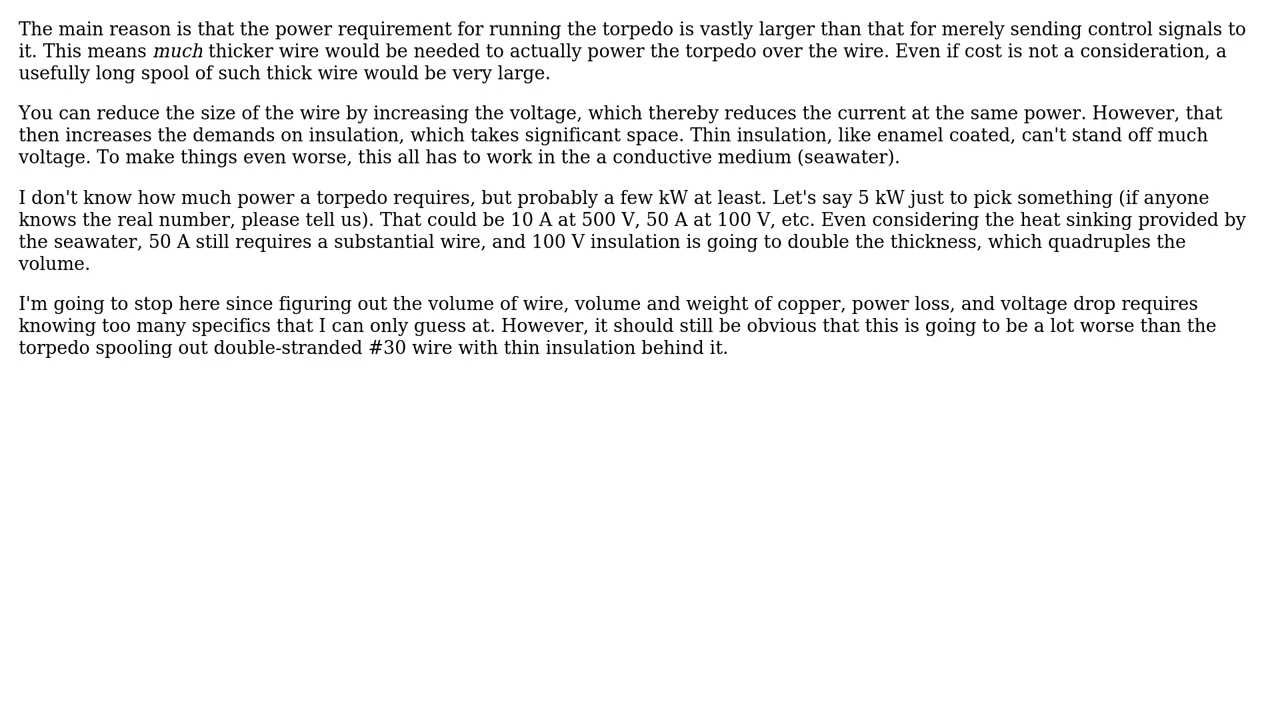 The main reason is that the power requirement for running the torpedo is vastly larger than that for merely sending control signals to
it. This means much thicker wire would be needed to actually power the torpedo over the wire. Even if cost is not a consideration, a
usefully long spool of such thick wire would be very large.
You can reduce the size of the wire by increasing the voltage, which thereby reduces the current at the same power. However, that
then increases the demands on insulation, which takes significant space. Thin insulation, like enamel coated, can't stand off much
voltage. To make things even worse, this all has to work in the a conductive medium (seawater).
I don't know how much power a torpedo requires, but probably a few kW at least. Let's say 5 kW just to pick something (if anyone
knows the real number, please tell us). That could be 10 A at 500 V, 50 A at 100 V, etc. Even considering the heat sinking provided by
the seawater, 50 A still requires a substantial wire, and 100 V insulation is going to double the thickness, which quadruples the
volume.
I'm going to stop here since figuring out the volume of wire, volume and weight of copper, power loss, and voltage drop requires
knowing too many specifics that I can only guess at. However, it should still be obvious that this is going to be a lot worse than the
torpedo spooling out double-stranded #30 wire with thin insulation behind it.